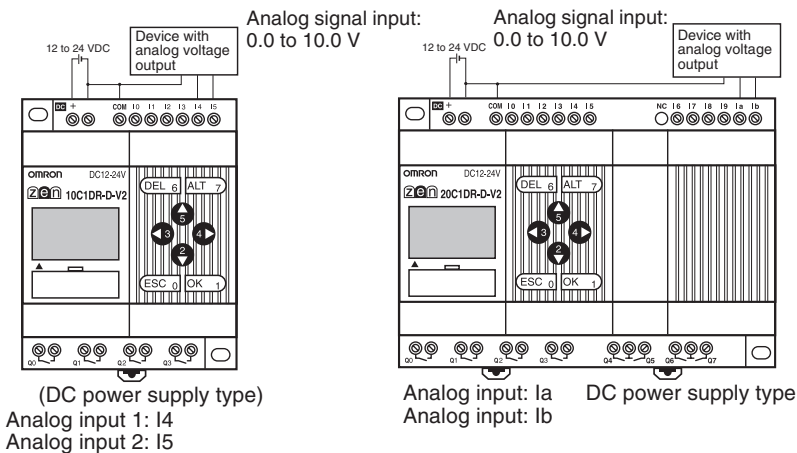 Analog signal input:
0.0 to 10.0 V
12 to 24 VDC
Device with
analog voltage
output
DC + COM I0 I1 I2 I3 I4 I5
OMRON DC12-24V
zen 10C1DR-D-V2
DEL 6 ALT 7
5
3 4
2
ESC 0 OK 1
Q0 Q1 Q2 Q3
(DC power supply type)
Analog input 1: I4
Analog input 2: I5
Analog signal input:
0.0 to 10.0 V
12 to 24 VDC
Device with
analog voltage
output
DC + COM I0 I1 I2 I3 I4 I5 NC I6 I7 I8 I9 Ia Ib
OMRON DC12-24V
zen 20C1DR-D-V2
DEL 6 ALT 7
5
3 4
2
ESC 0 OK 1
Q0 Q1 Q2 Q3 Q4 Q5 Q6 Q7
Analog input: Ia DC power supply type
Analog input: Ib